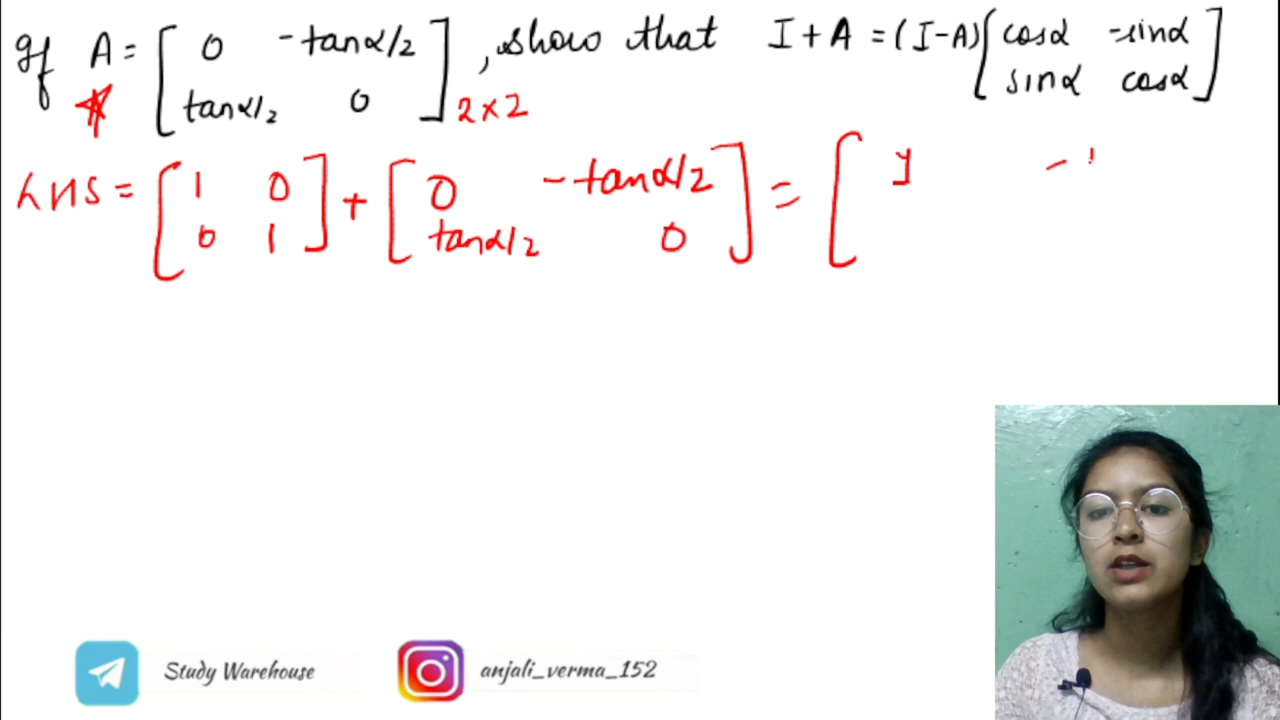 If A = [ 0 -tanα/2 tanα/2 0 ] 2×2 , show that I + A = (I-A) [ cosα -sinα sinα cosα ]
LHS = [ 1 0 0 1 ] + [ 0 -tanα/2 tanα/2 0 ] = [ 1 -
Study Warehouse
anjali_verma_152